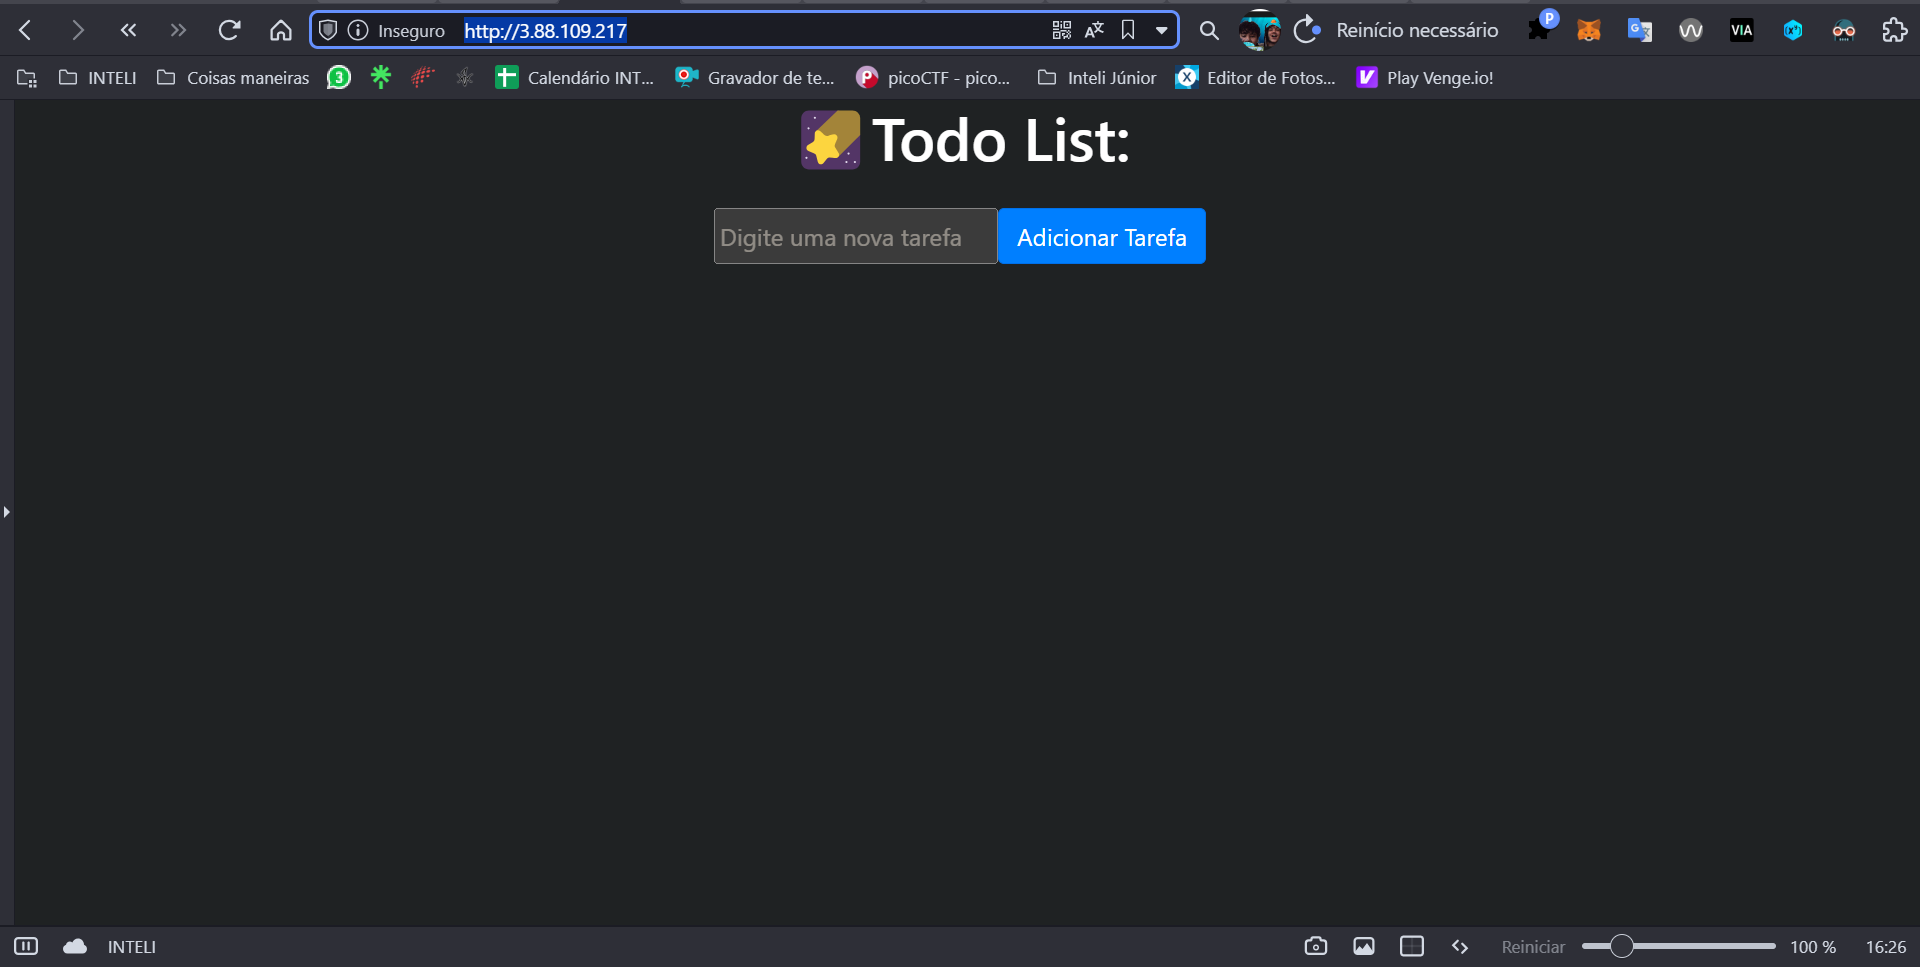 Inseguro http://3.88.109.217 Reinício necessário P VIA
INTELI Coisas maneiras 3 Calendário INT... Gravador de te... picoCTF - pico... Inteli Júnior Editor de Fotos... Play Venge.io!
Todo List:
Digite uma nova tarefa Adicionar Tarefa
INTELI Reiniciar 100 % 16:26